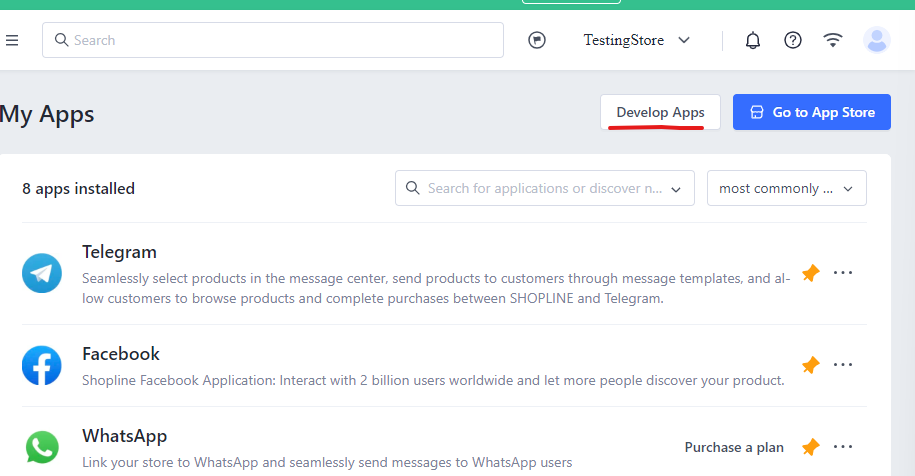 Search
TestingStore
My Apps
Develop Apps
Go to App Store
8 apps installed
Search for applications or discover n...
most commonly ...
Telegram
Seamlessly select products in the message center, send products to customers through message templates, and al-
low customers to browse products and complete purchases between SHOPLINE and Telegram.
Facebook
Shopline Facebook Application: Interact with 2 billion users worldwide and let more people discover your product.
WhatsApp
Purchase a plan
Link your store to WhatsApp and seamlessly send messages to WhatsApp users